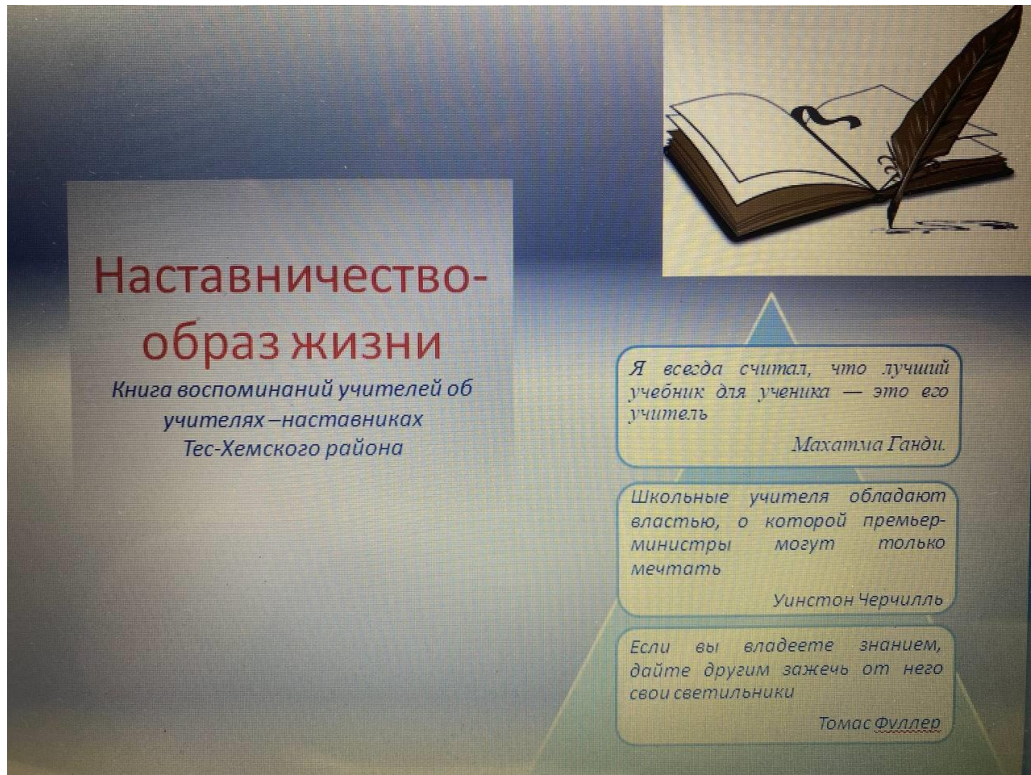 Наставничество-
образ жизни
Книга воспоминаний учителей об
учителях –наставниках
Тес-Хемского района
Я всегда считал, что лучший
учебник для ученика — это его
учитель
Махатма Ганди.
Школьные учителя обладают
властью, о которой премьер-
министры могут только
мечтать
Уинстон Черчилль
Если вы владеете знанием,
дайте другим зажечь от него
свои светильники
Томас Фуллер